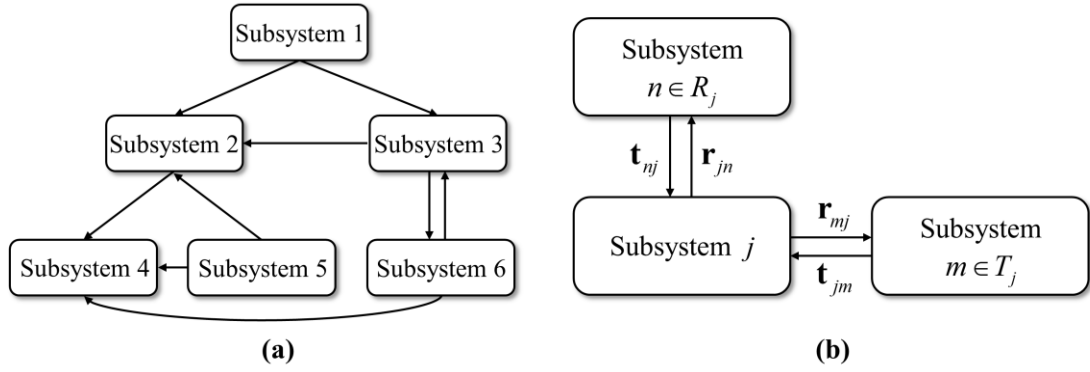 Subsystem 1
Subsystem 2
Subsystem 3
Subsystem 4
Subsystem 5
Subsystem 6
(a)
Subsystem
n ∈ R_j
t_nj
r_jn
Subsystem j
r_mj
t_jm
Subsystem
m ∈ T_j
(b)